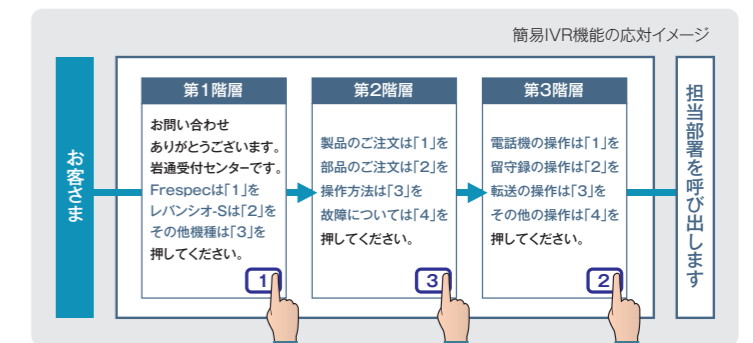 簡易IVR機能の応対イメージ
お客さま
第1階層
お問い合わせ
ありがとうございます。
岩通受付センターです。
Frespecは「1」を
レバンシオ-Sは「2」を
その他機種は「3」を
押してください。
1
第2階層
製品のご注文は「1」を
部品のご注文は「2」を
操作方法は「3」を
故障については「4」を
押してください。
3
第3階層
電話機の操作は「1」を
留守録の操作は「2」を
転送の操作は「3」を
その他の操作は「4」を
押してください。
2
担当部署を呼び出します